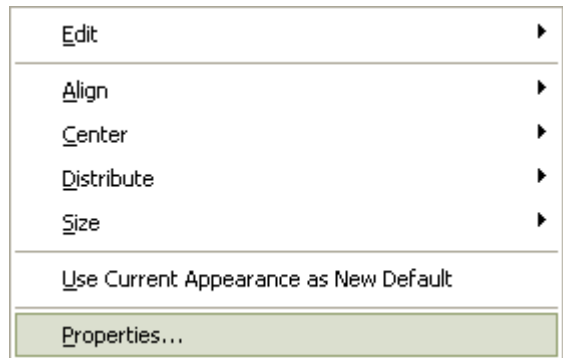 Edit
Align
Center
Distribute
Size
Use Current Appearance as New Default
Properties...